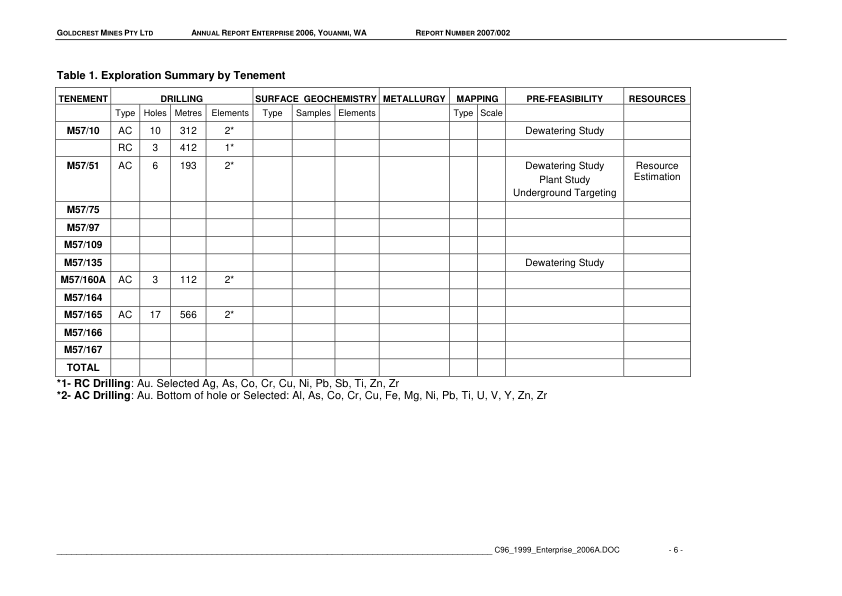 GOLDCREST MINES PTY LTD ANNUAL REPORT ENTERPRISE 2006, YOUANMI, WA REPORT NUMBER 2007/002
Table 1. Exploration Summary by Tenement
TENEMENT DRILLING SURFACE GEOCHEMISTRY METALLURGY MAPPING PRE-FEASIBILITY RESOURCES
Type Holes Metres Elements Type Samples Elements Type Scale
M57/10 AC 10 312 2* Dewatering Study
RC 3 412 1*
M57/51 AC 6 193 2* Dewatering Study Resource
Plant Study Estimation
Underground Targeting
M57/75
M57/97
M57/109
M57/135 Dewatering Study
M57/160A AC 3 112 2*
M57/164
M57/165 AC 17 566 2*
M57/166
M57/167
TOTAL
*1- RC Drilling: Au. Selected Ag, As, Co, Cr, Cu, Ni, Pb, Sb, Ti, Zn, Zr
*2- AC Drilling: Au. Bottom of hole or Selected: Al, As, Co, Cr, Cu, Fe, Mg, Ni, Pb, Ti, U, V, Y, Zn, Zr
C96_1999_Enterprise_2006A.DOC - 6 -